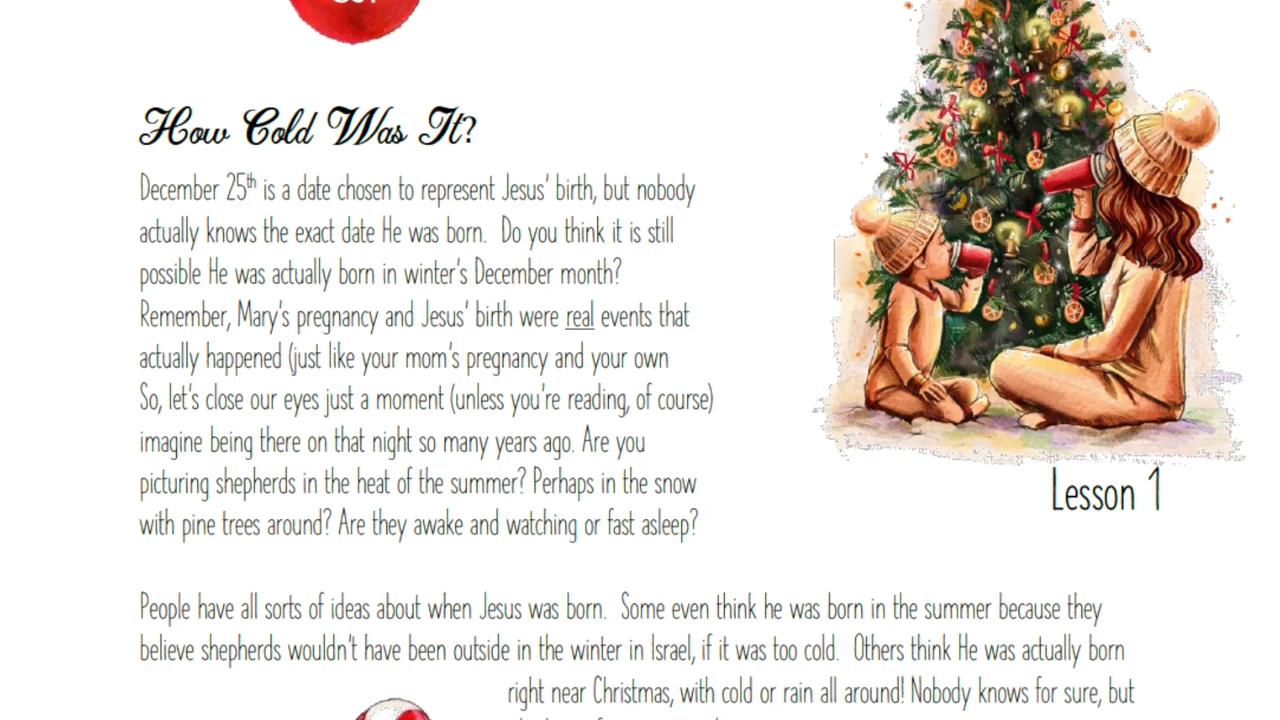 How Cold Was It?
December 25th is a date chosen to represent Jesus' birth, but nobody
actually knows the exact date He was born. Do you think it is still
possible He was actually born in winter's December month?
Remember, Mary's pregnancy and Jesus' birth were real events that
actually happened (just like your mom's pregnancy and your own
So, let's close our eyes just a moment (unless you're reading, of course)
imagine being there on that night so many years ago. Are you
picturing shepherds in the heat of the summer? Perhaps in the snow
with pine trees around? Are they awake and watching or fast asleep?
Lesson 1
People have all sorts of ideas about when Jesus was born. Some even think he was born in the summer because they
believe shepherds wouldn't have been outside in the winter in Israel, if it was too cold. Others think He was actually born
right near Christmas, with cold or rain all around! Nobody knows for sure, but